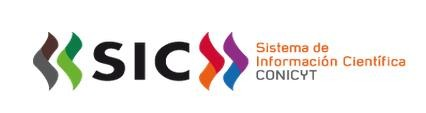 SIC
Sistema de
Información Científica
CONICYT